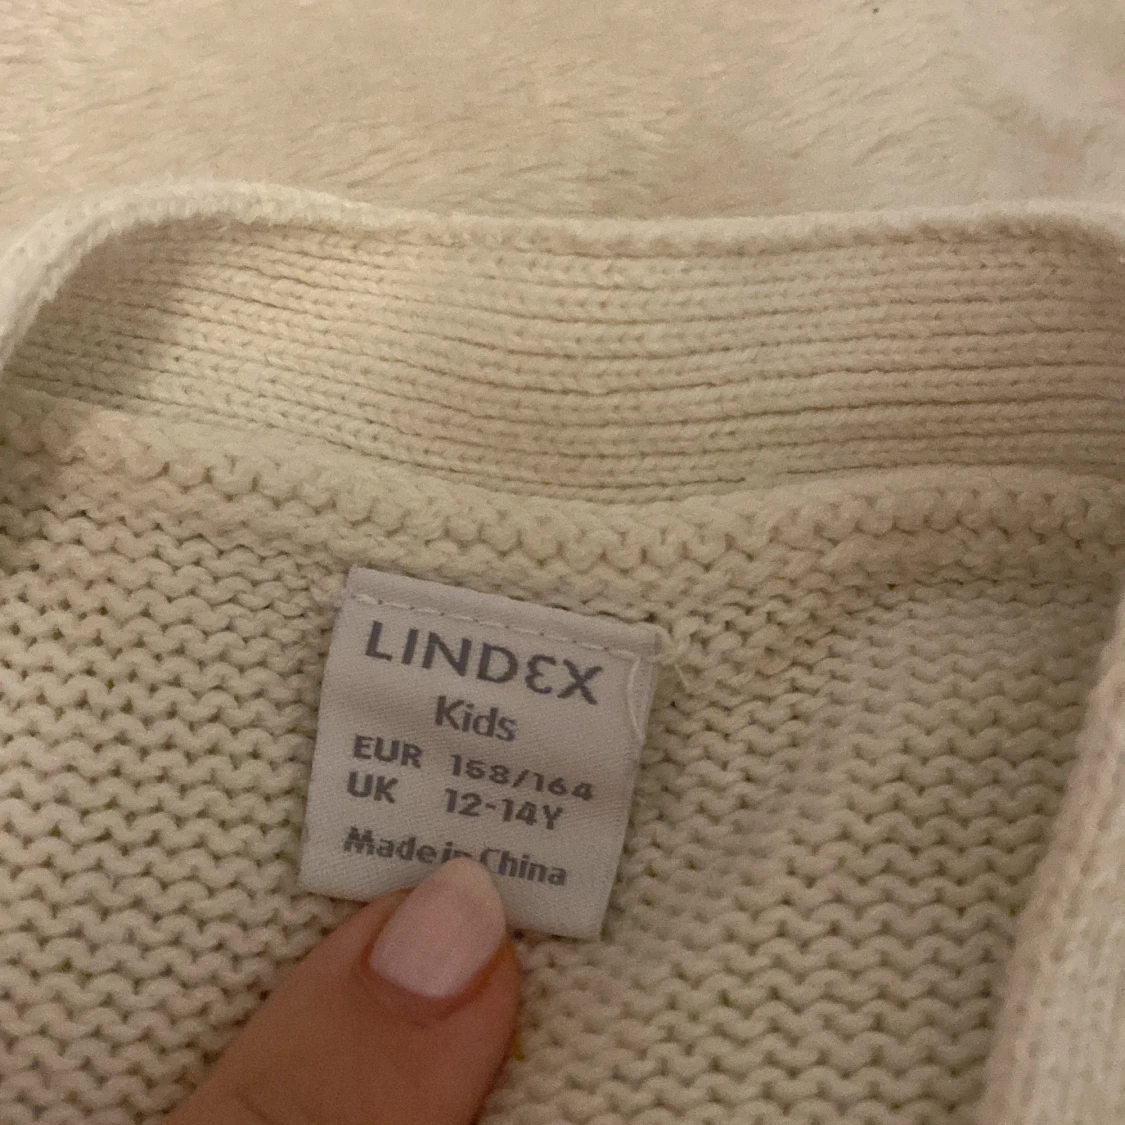 LINDEX
Kids
EUR 158/164
UK 12-14Y
Made in China